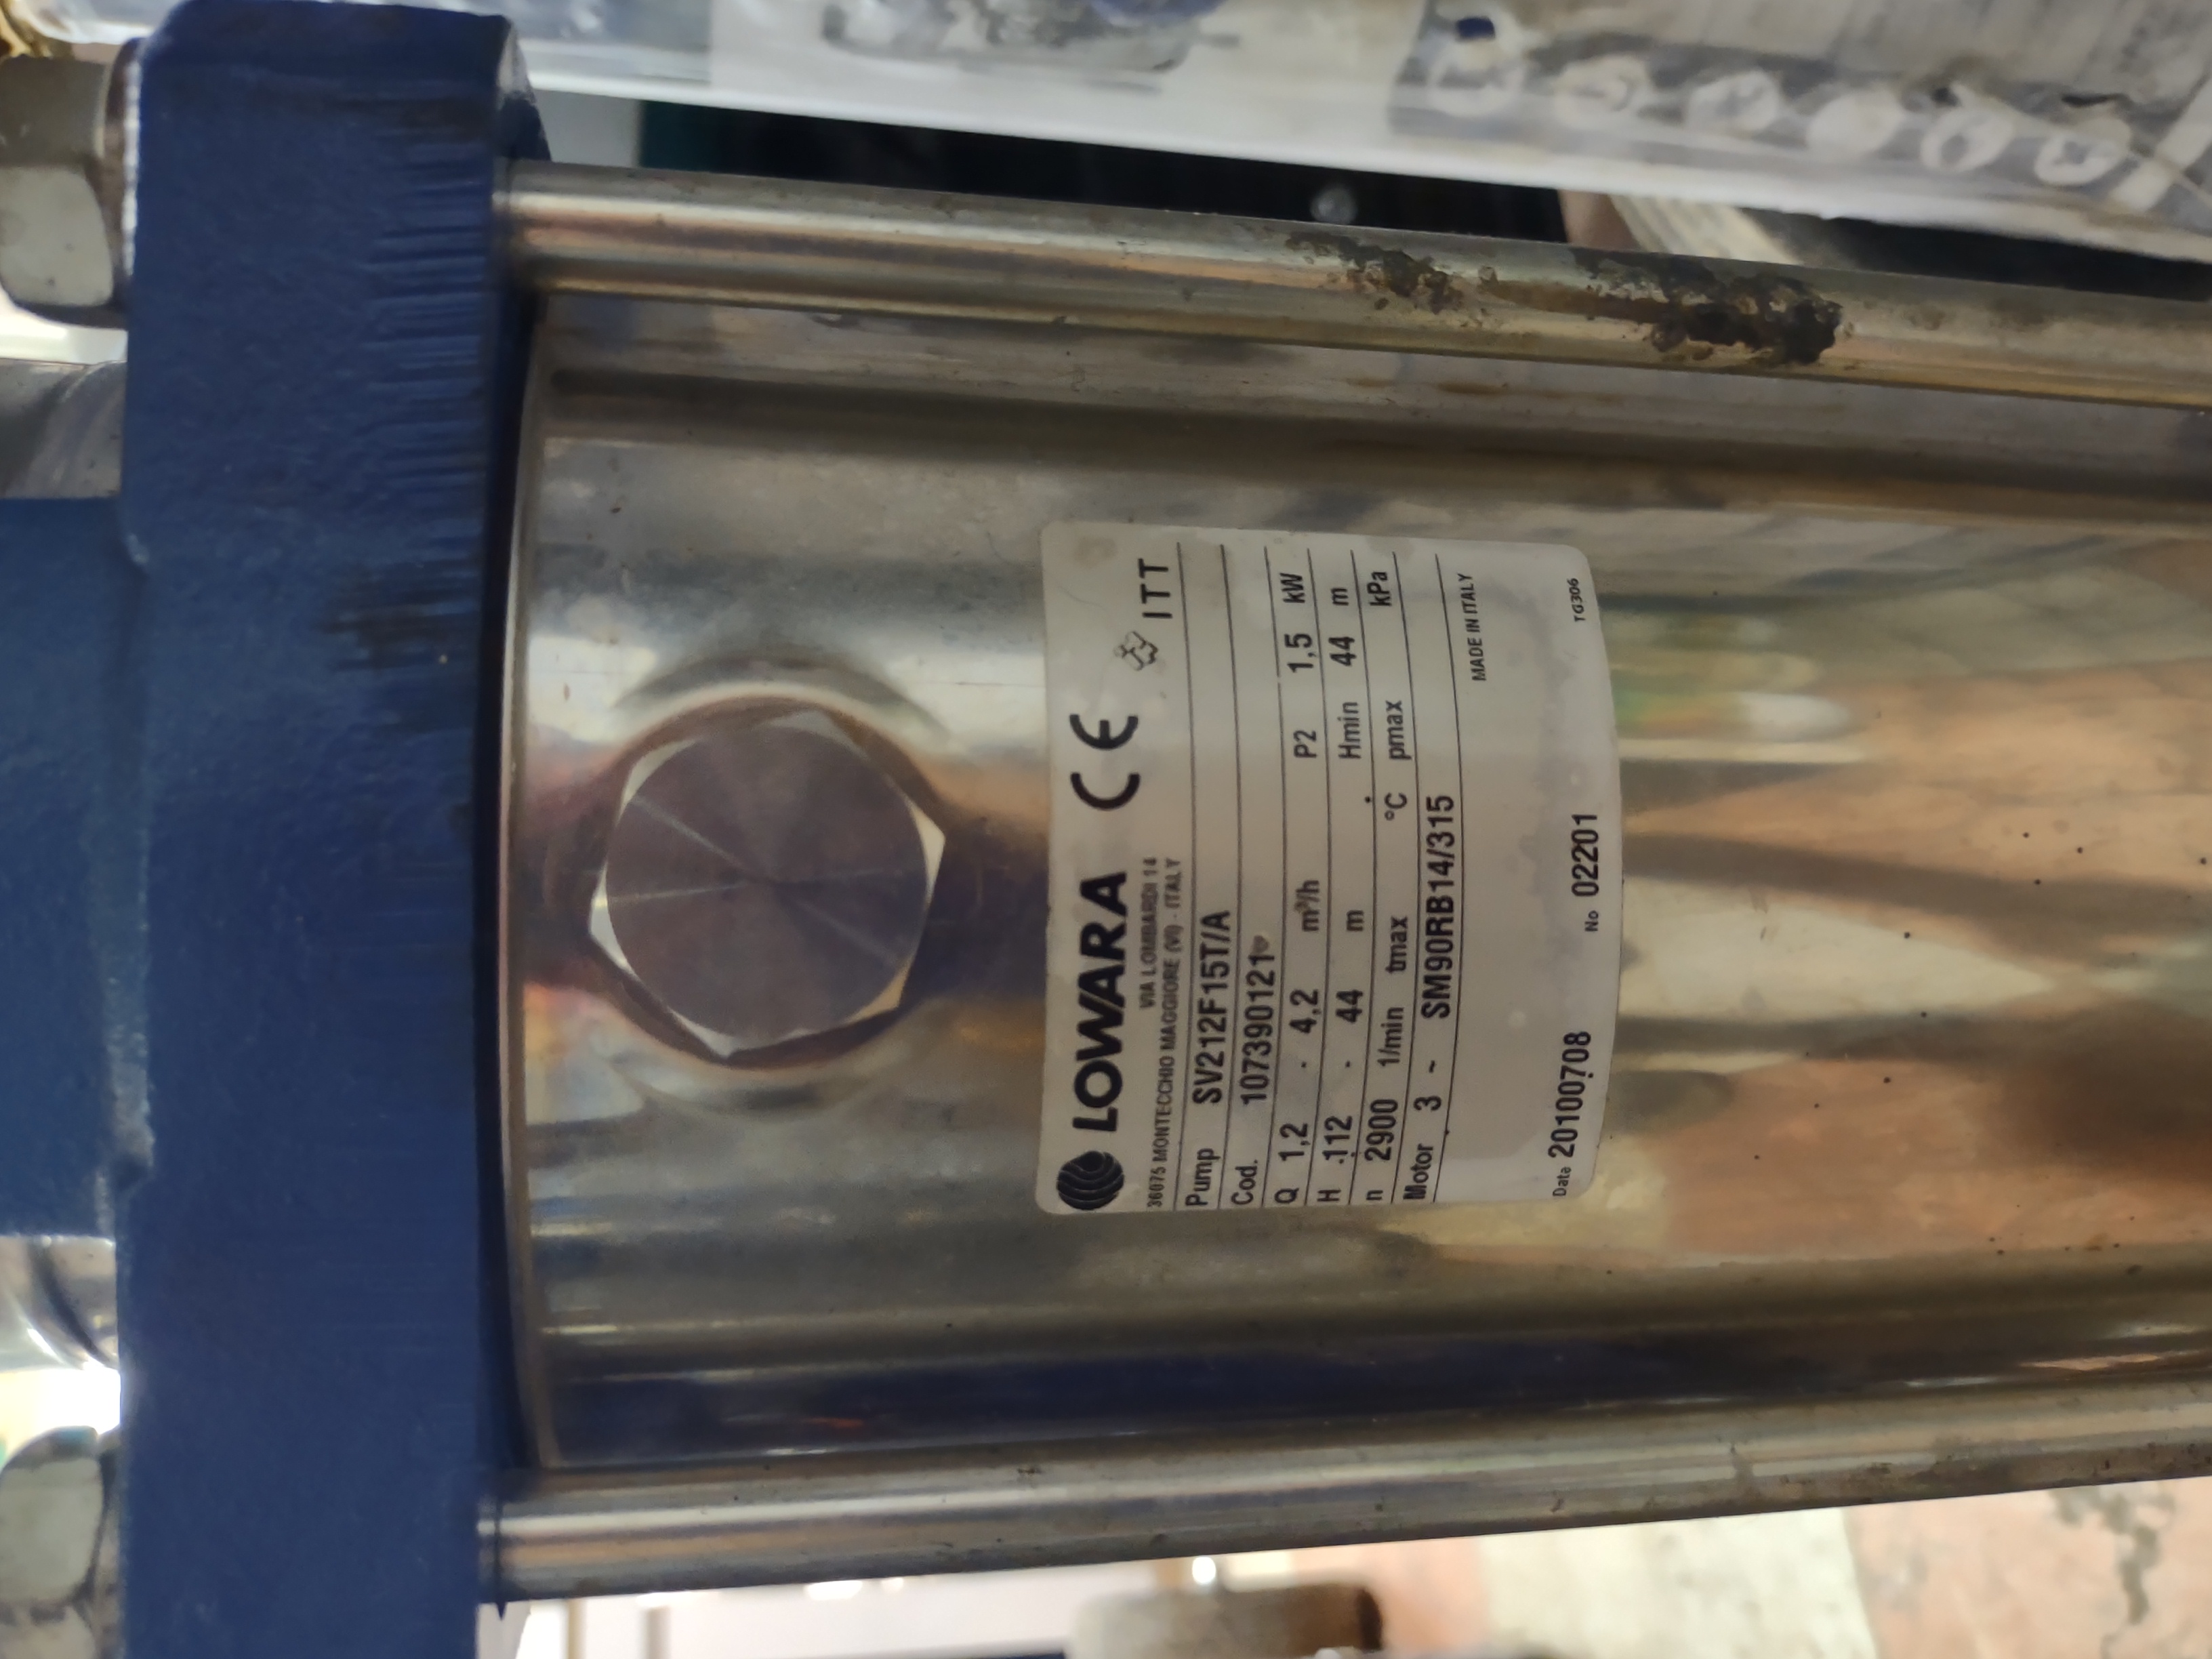 LOWARA CE ITT
VIA LOMBARDI 14
36075 MONTECCHIO MAGGIORE (VI) - ITALY
Pump SV212F15T/A
Cod. 107390121
Q 1,2 - 4,2 m³/h P2 1,5 kW
H 112 - 44 m Hmin 44 m
n 2900 1/min tmax °C pmax kPa
Motor 3 ~ SM90RB14/315
MADE IN ITALY
Data 20100708 No 02201 TG306